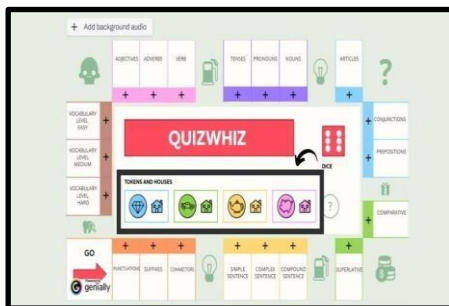 + Add background audio
ADJECTIVES ADVERBS VERB TENSES PRONOUNS NOUNS ARTICLES
+ + + + + + +
VOCABULARY
LEVEL
EASY
+
+ CONJUNCTIONS
QUIZWHIZ
VOCABULARY
LEVEL
MEDIUM
+
+ PREPOSITIONS
DICE
VOCABULARY
LEVEL
HARD
+
TOKENS AND HOUSES
?
?
+ COMPARATIVE
GO
+ + + + + + +
PUNCTUATIONS SUFFIXES CONNECTORS SIMPLE
SENTENCE COMPLEX
SENTENCE COMPOUND
SENTENCE SUPERLATIVE
genially